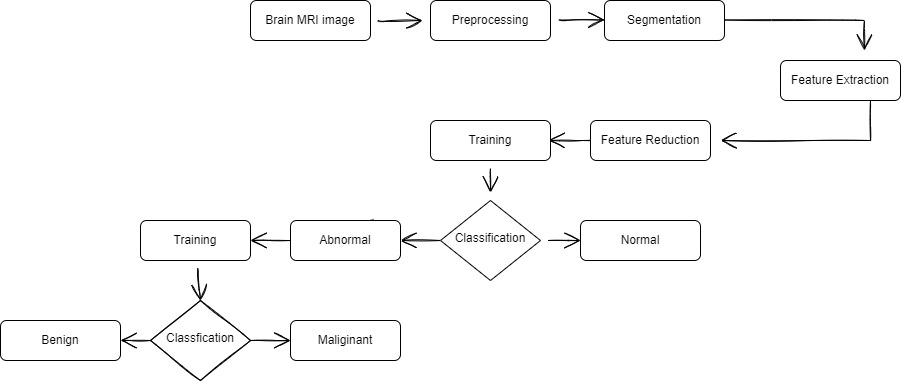 Brain MRI image
Preprocessing
Segmentation
Feature Extraction
Training
Feature Reduction
Training
Abnormal
Classification
Normal
Benign
Classfication
Maliginant